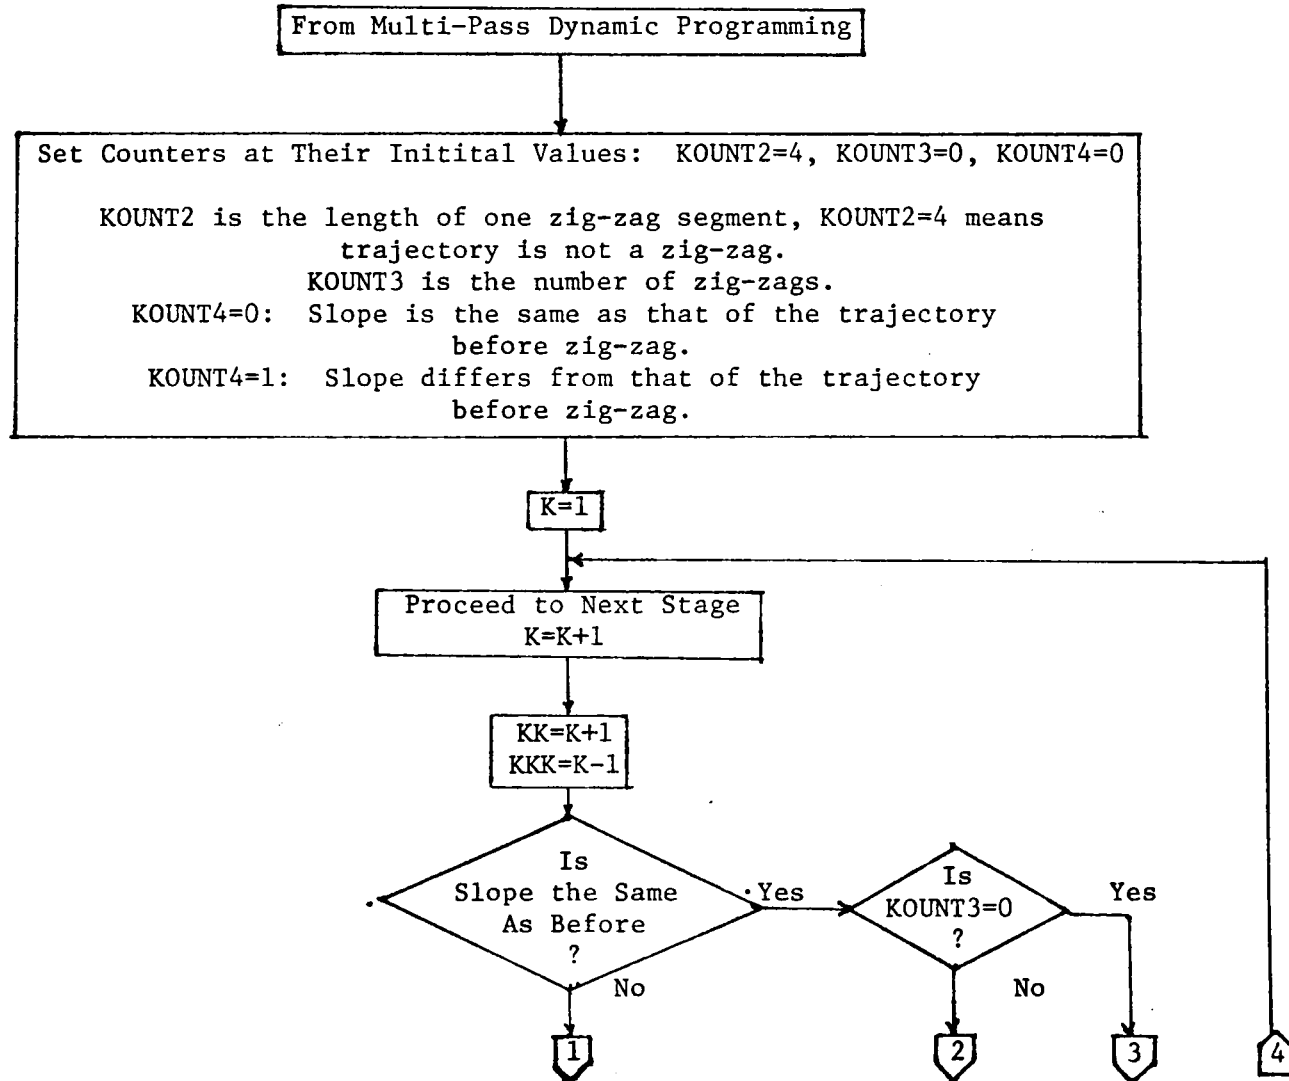 From Multi-Pass Dynamic Programming
Set Counters at Their Initital Values: KOUNT2=4, KOUNT3=0, KOUNT4=0
KOUNT2 is the length of one zig-zag segment, KOUNT2=4 means
trajectory is not a zig-zag.
KOUNT3 is the number of zig-zags.
KOUNT4=0: Slope is the same as that of the trajectory
before zig-zag.
KOUNT4=1: Slope differs from that of the trajectory
before zig-zag.
K=1
Proceed to Next Stage
K=K+1
KK=K+1
KKK=K-1
Is
Slope the Same
As Before
?
Yes
No
Is
KOUNT3=0
?
Yes
No
1
2
3
4